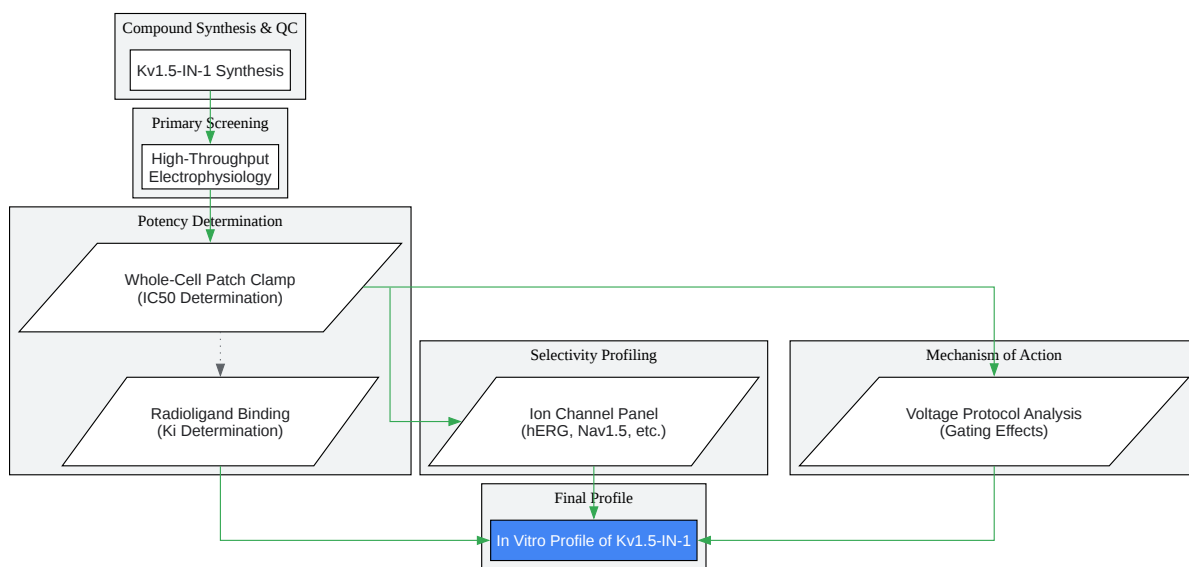 Compound Synthesis & QC
Kv1.5-IN-1 Synthesis
Primary Screening
High-Throughput
Electrophysiology
Potency Determination
Whole-Cell Patch Clamp
(IC50 Determination)
Radioligand Binding
(Ki Determination)
Selectivity Profiling
Ion Channel Panel
(hERG, Nav1.5, etc.)
Mechanism of Action
Voltage Protocol Analysis
(Gating Effects)
Final Profile
In Vitro Profile of Kv1.5-IN-1